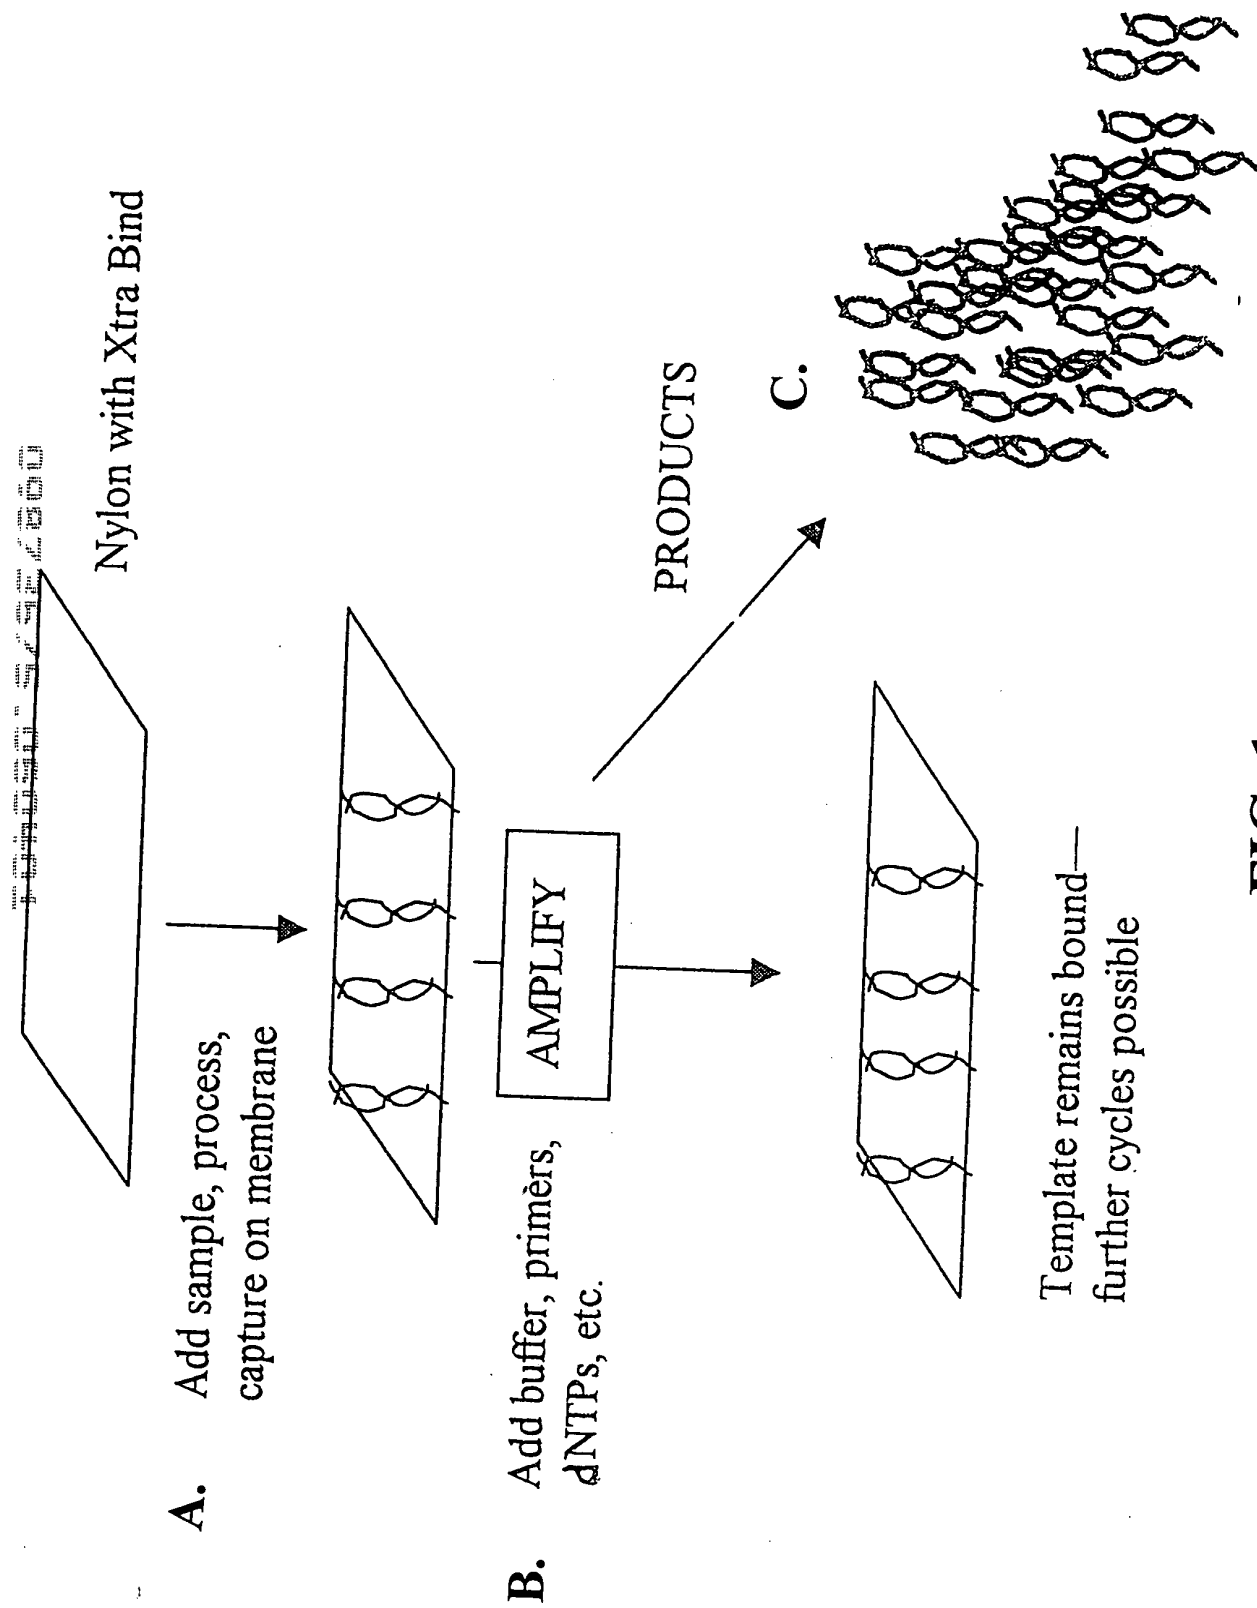 Nylon with Xtra Bind
A. Add sample, process,
capture on membrane
B. Add buffer, primers,
dNTPs, etc.
AMPLIFY
PRODUCTS
C.
Template remains bound—
further cycles possible